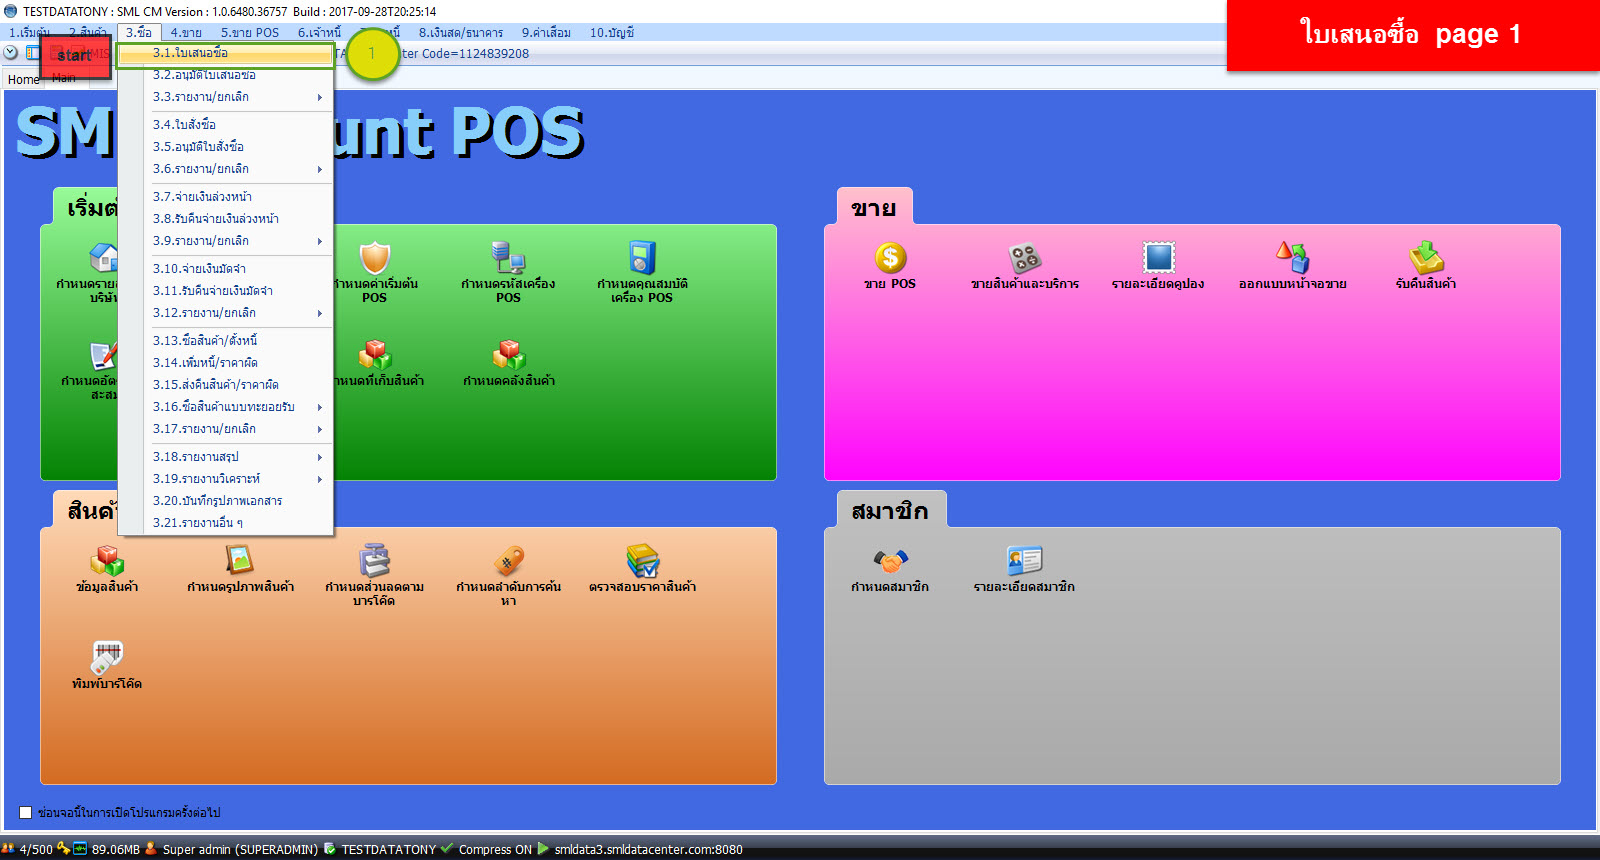 TESTDATATONY : SML CM Version : 1.0.6480.36757 Build : 2017-09-28T20:25:14
ใบเสนอซื้อ page 1
1.เริ่มต้น 2.สินค้า 3.ซื้อ 4.ขาย 5.ขาย POS 6.เจ้าหนี้ 8.เงินสด/ธนาคาร 9.ค่าเสื่อม 10.บัญชี
start
1
Code=1124839208
Home Main
3.1.ใบเสนอซื้อ
3.2.อนุมัติใบเสนอซื้อ
3.3.รายงาน/ยกเลิก
3.4.ใบสั่งซื้อ
3.5.อนุมัติใบสั่งซื้อ
3.6.รายงาน/ยกเลิก
3.7.จ่ายเงินล่วงหน้า
3.8.รับคืนจ่ายเงินล่วงหน้า
3.9.รายงาน/ยกเลิก
3.10.จ่ายเงินมัดจำ
3.11.รับคืนจ่ายเงินมัดจำ
3.12.รายงาน/ยกเลิก
3.13.ซื้อสินค้า/ตั้งหนี้
3.14.เพิ่มหนี้/ราคาผิด
3.15.ส่งคืนสินค้า/ราคาผิด
3.16.ซื้อสินค้าแบบทะยอยรับ
3.17.รายงาน/ยกเลิก
3.18.รายงานสรุป
3.19.รายงานวิเคราะห์
3.20.บันทึกรูปภาพเอกสาร
3.21.รายงานอื่น ๆ
SM unt POS
กำหนดค่าเริ่มต้น
POS
กำหนดรหัสเครื่อง
POS
กำหนดคุณสมบัติ
เครื่อง POS
กำหนดที่เก็บสินค้า
กำหนดคลังสินค้า
ขาย
ขาย POS
ขายสินค้าและบริการ
รายละเอียดคูปอง
ออกแบบหน้าจอขาย
รับคืนสินค้า
สินค้า
ข้อมูลสินค้า
กำหนดรูปภาพสินค้า
กำหนดส่วนลดตาม
บาร์โค๊ด
กำหนดลำดับการค้น
หา
ตรวจสอบราคาสินค้า
พิมพ์บาร์โค๊ด
สมาชิก
กำหนดสมาชิก
รายละเอียดสมาชิก
ซ่อนจอนี้ในการเปิดโปรแกรมครั้งต่อไป
4/500 89.06MB Super admin (SUPERADMIN) TESTDATATONY Compress ON smldata3.smldatacenter.com:8080